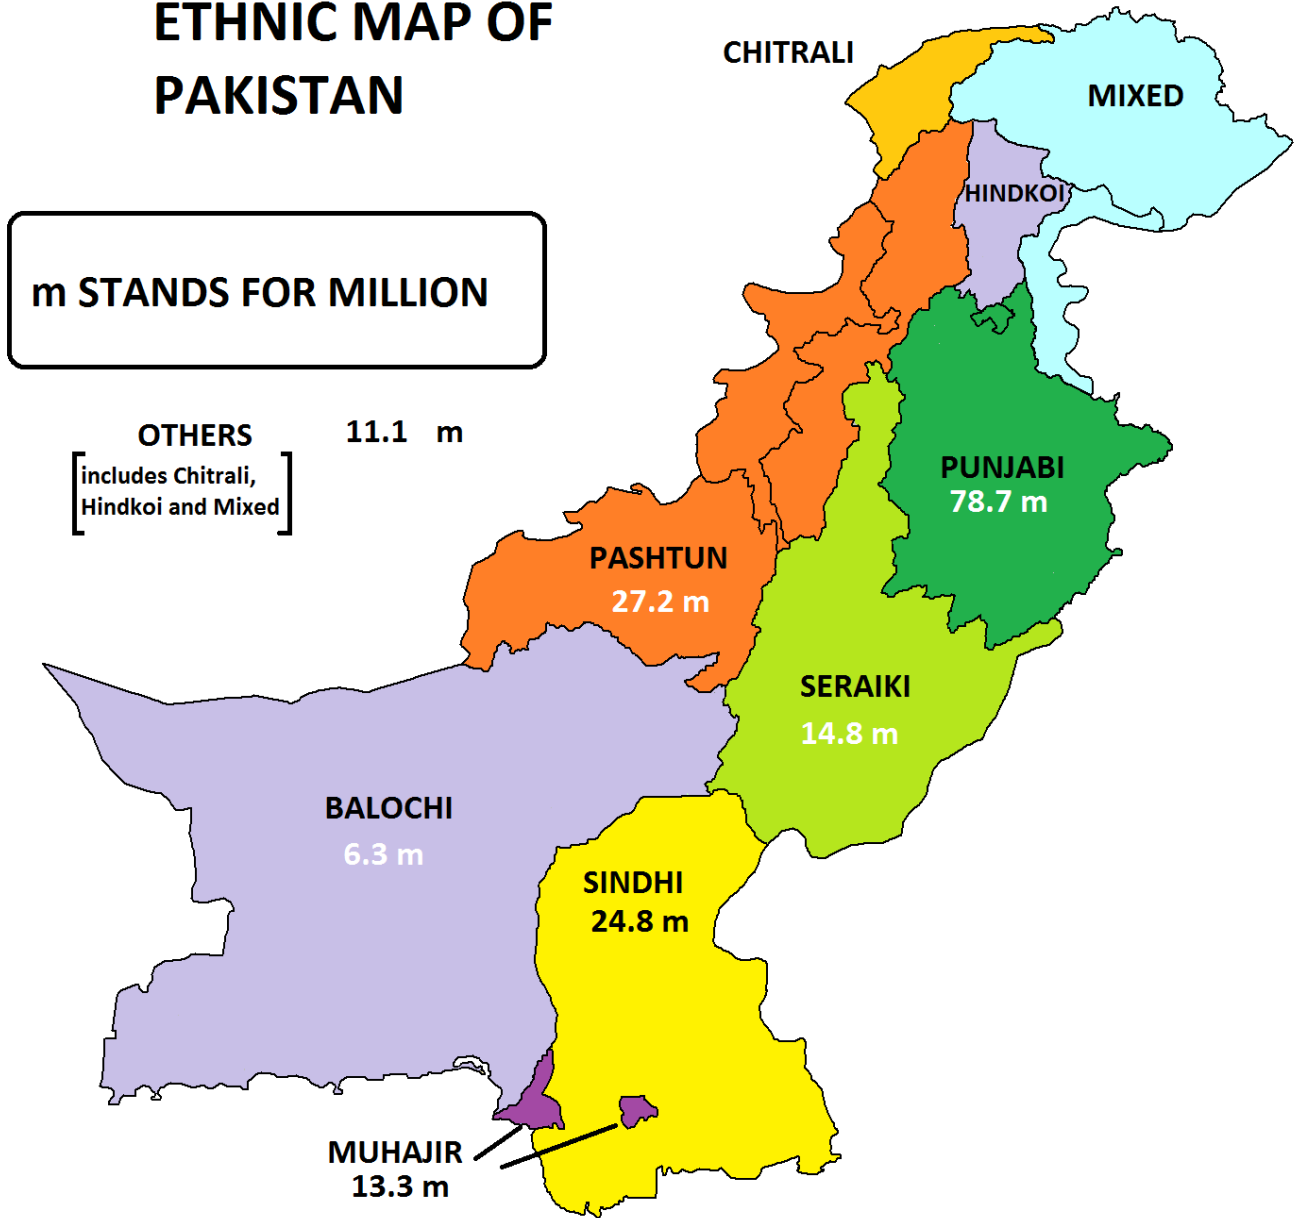 ETHNIC MAP OF
PAKISTAN
CHITRALI
MIXED
HINDKOI
m STANDS FOR MILLION
OTHERS 11.1 m
includes Chitrali,
Hindkoi and Mixed
PUNJABI
78.7 m
PASHTUN
27.2 m
SERAIKI
14.8 m
BALOCHI
6.3 m
SINDHI
24.8 m
MUHAJIR
13.3 m